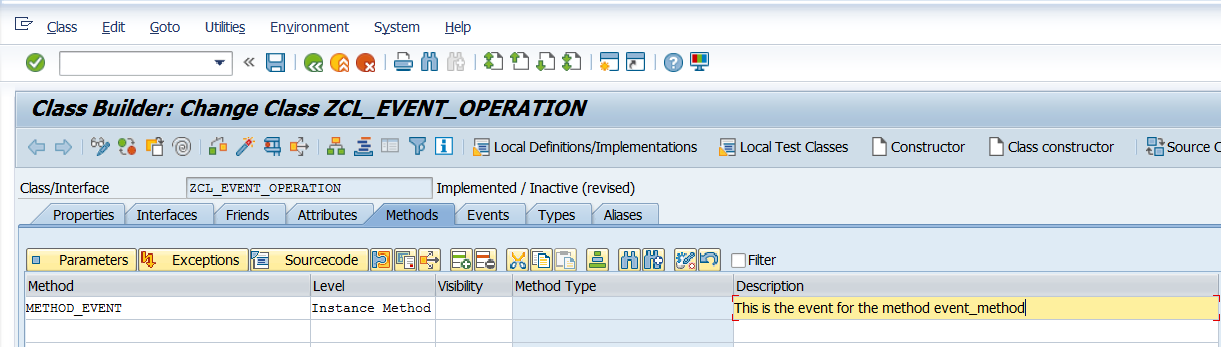 Class Edit Goto Utilities Environment System Help
Class Builder: Change Class ZCL_EVENT_OPERATION
Local Definitions/Implementations Local Test Classes Constructor Class constructor Source C
Class/Interface ZCL_EVENT_OPERATION Implemented / Inactive (revised)
Properties Interfaces Friends Attributes Methods Events Types Aliases
Parameters Exceptions Sourcecode Filter
Method Level Visibility Method Type Description
METHOD_EVENT Instance Method This is the event for the method event_method